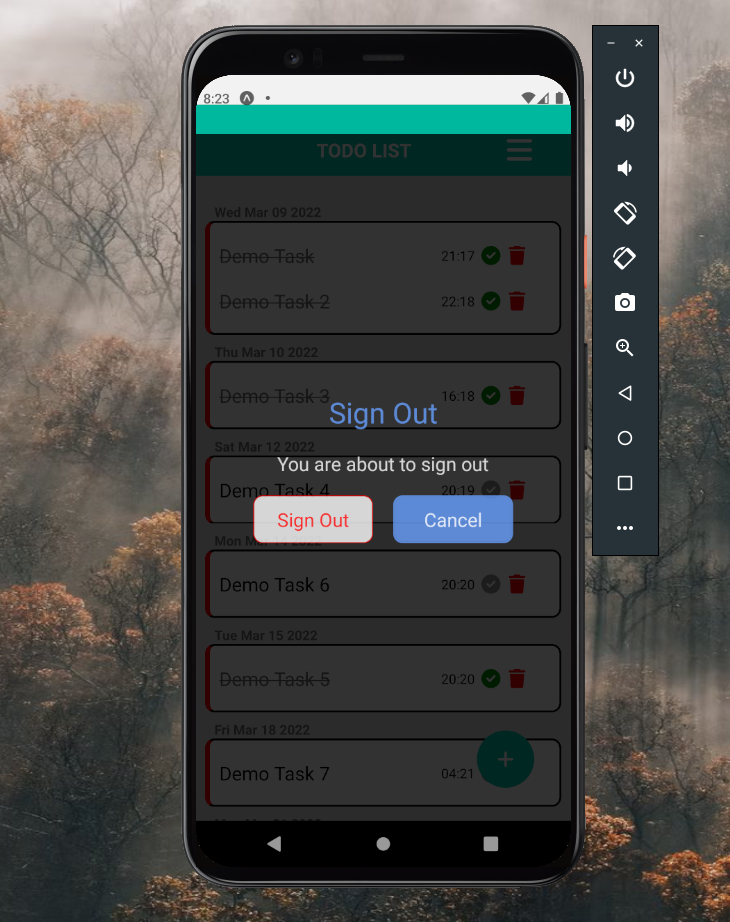 8:23
TODO LIST
Wed Mar 09 2022
Demo Task 21:17
Demo Task 2 22:18
Thu Mar 10 2022
Demo Task 3 16:18
Sign Out
Sat Mar 12 2022
You are about to sign out
Demo Task 4 20:19
Sign Out Cancel
Mon Mar 14 2022
Demo Task 6 20:20
Tue Mar 15 2022
Demo Task 5 20:20
Fri Mar 18 2022
Demo Task 7 04:21